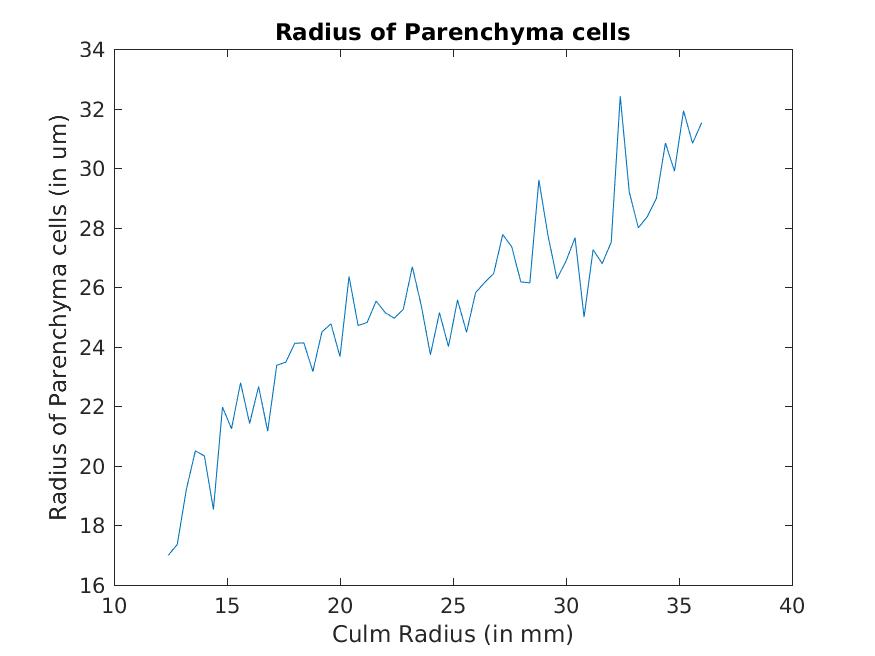 Radius of Parenchyma cells
Radius of Parenchyma cells (in um)
34
32
30
28
26
24
22
20
18
16
10 15 20 25 30 35 40
Culm Radius (in mm)